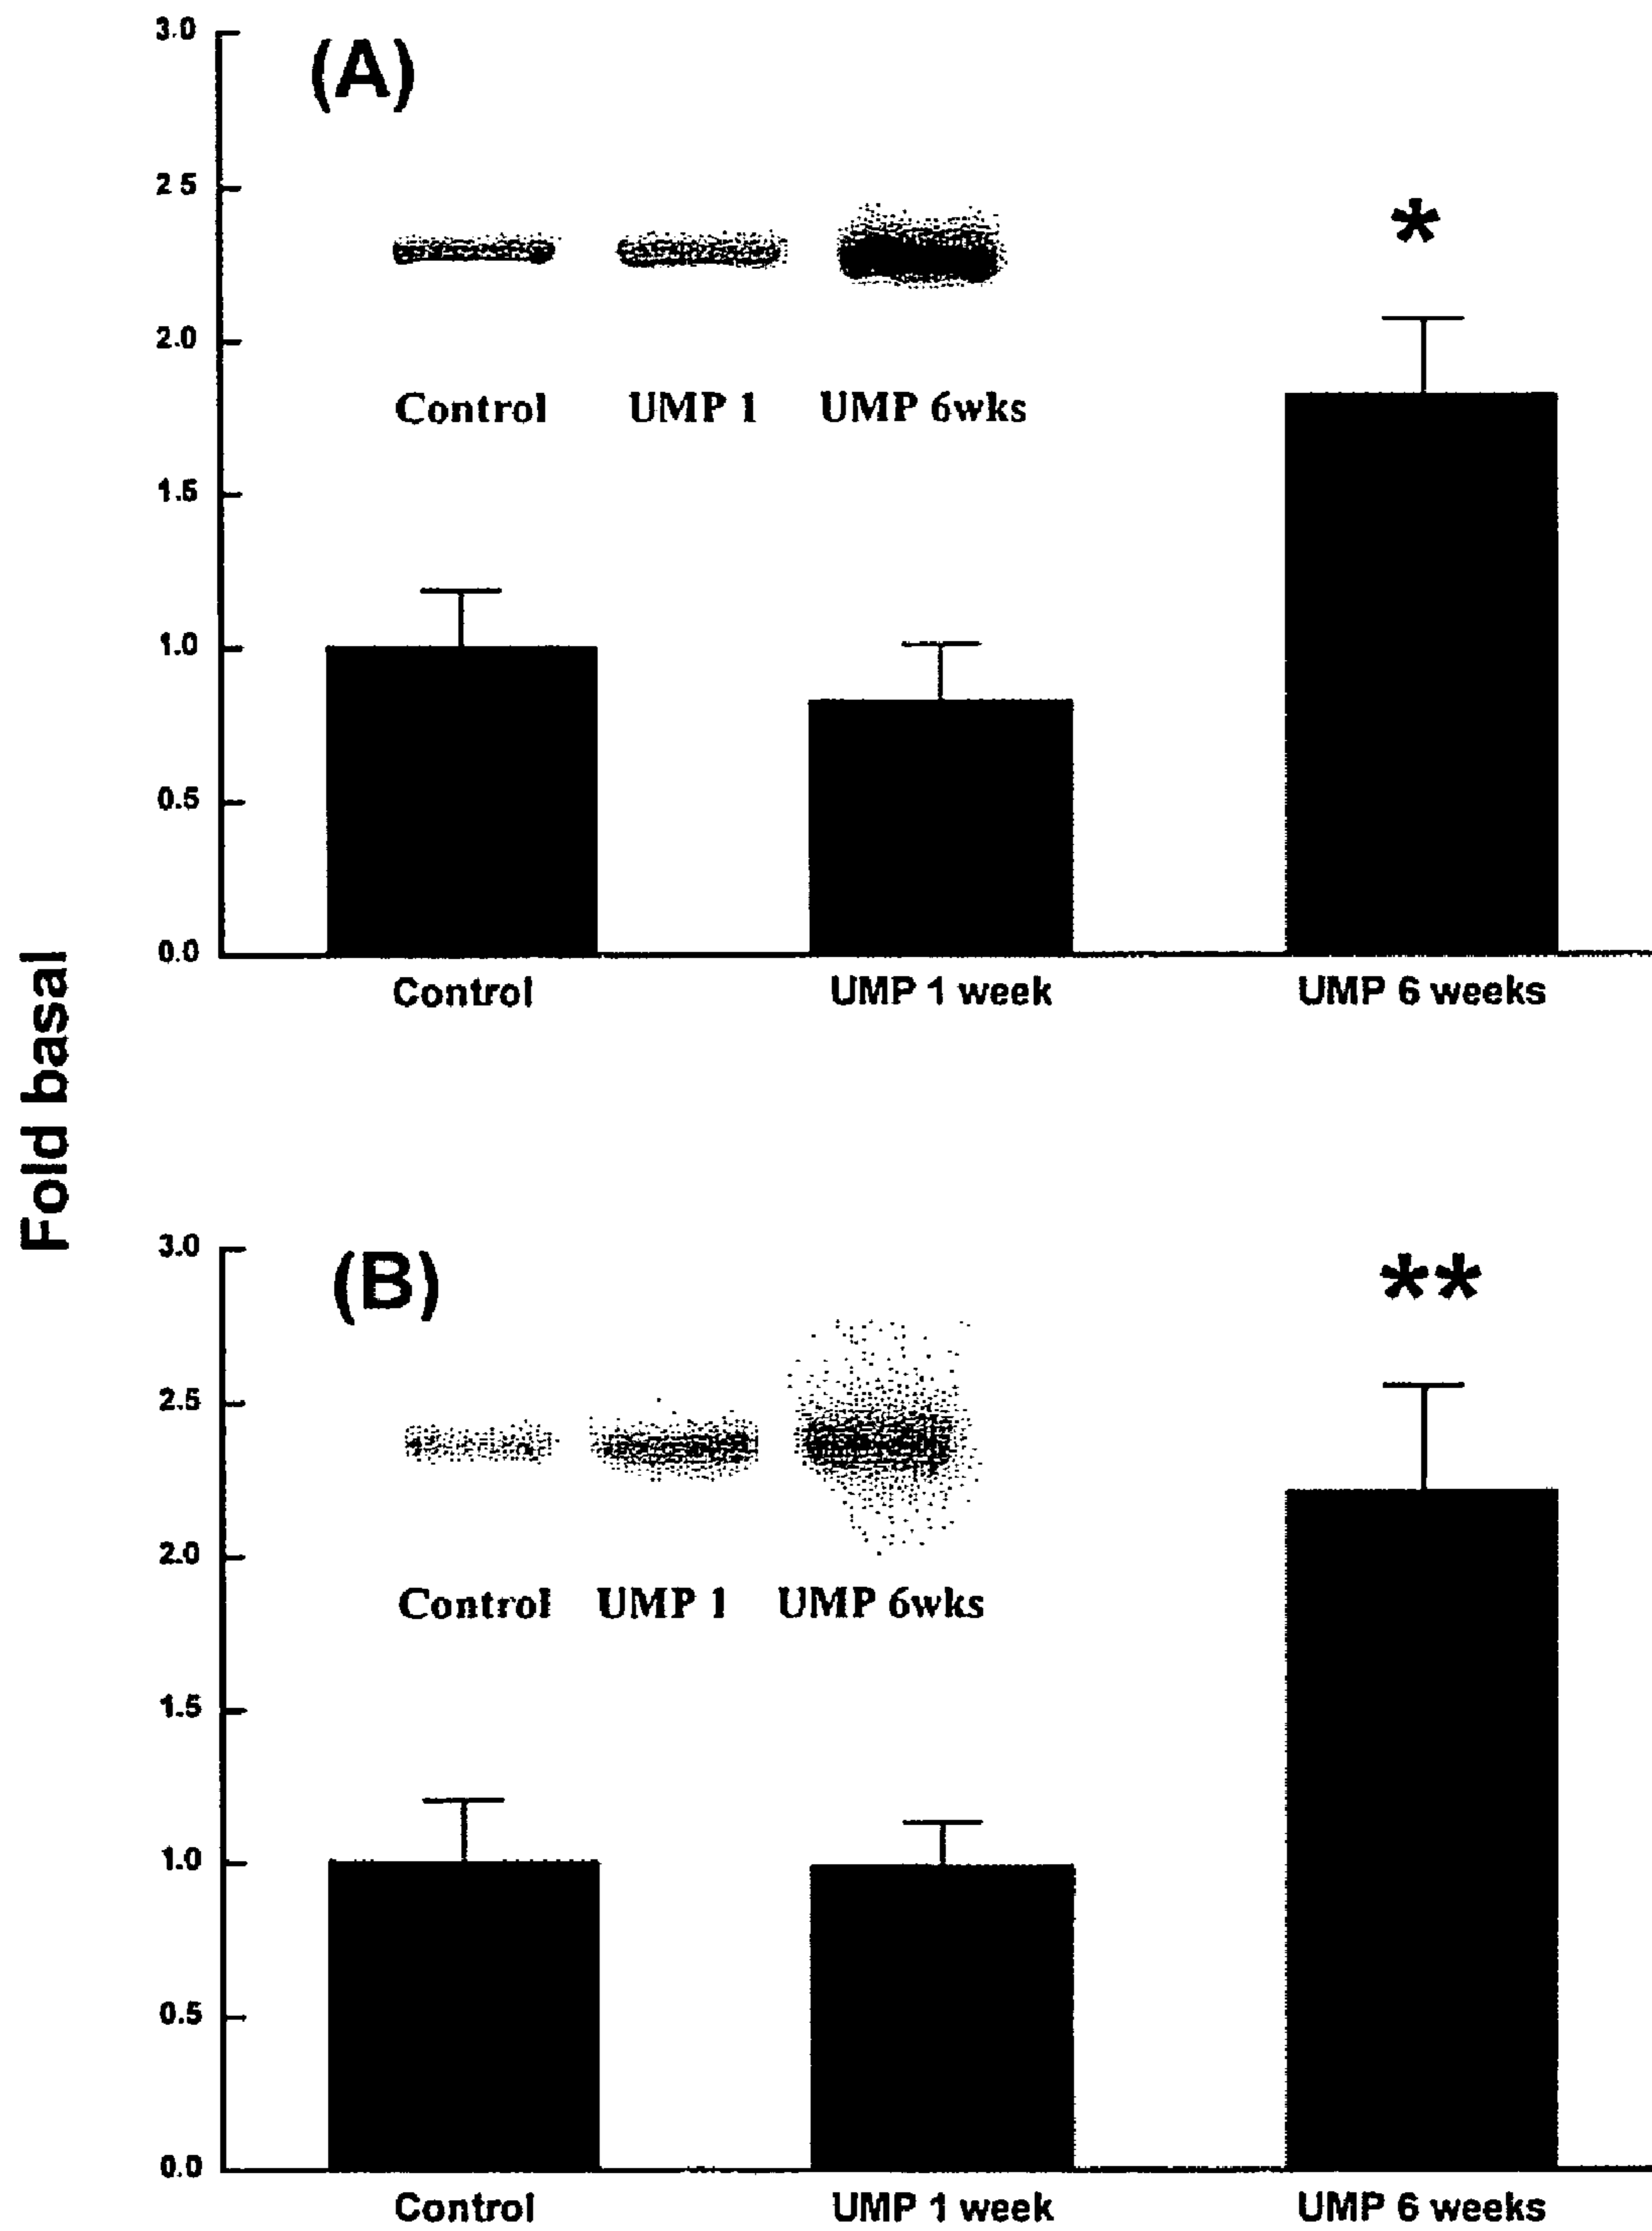 Fold basal
(A)
3.0
2 5
2.0
1.5
1.0
0.5
0.0
*
Control UMP 1 UMP 6wks
Control UMP 1 week UMP 6 weeks
(B)
3.0
2.5
2.0
1.5
1.0
0.5
0.0
**
Control UMP 1 UMP 6wks
Control UMP 1 week UMP 6 weeks